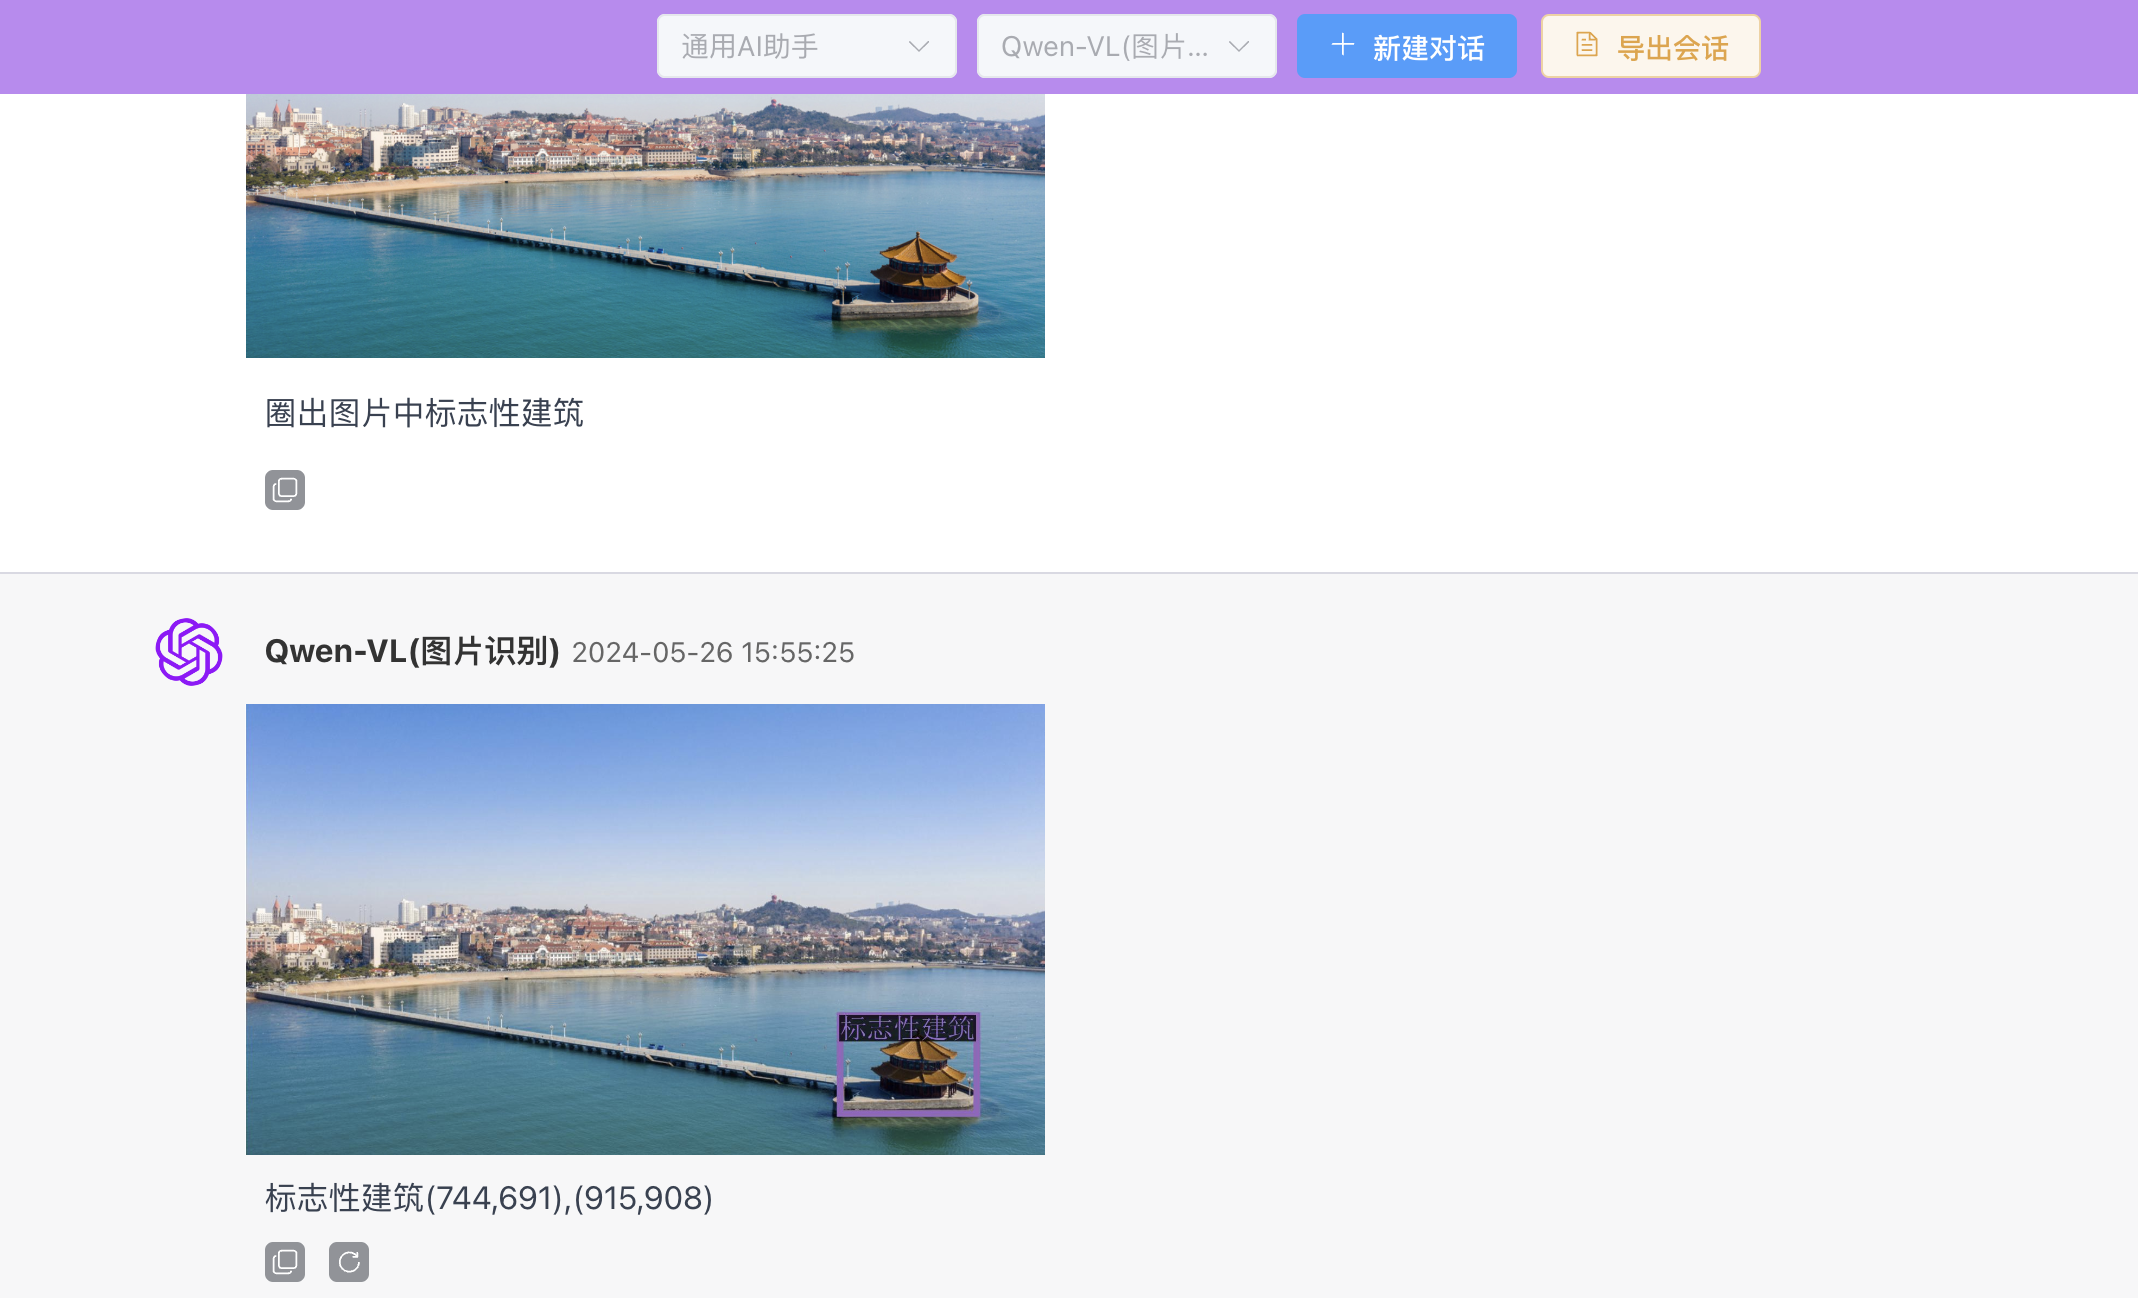 通用AI助手
Qwen-VL(图片...
新建对话
导出会话
圈出图片中标志性建筑
Qwen-VL(图片识别) 2024-05-26 15:55:25
标志性建筑
标志性建筑(744,691),(915,908)